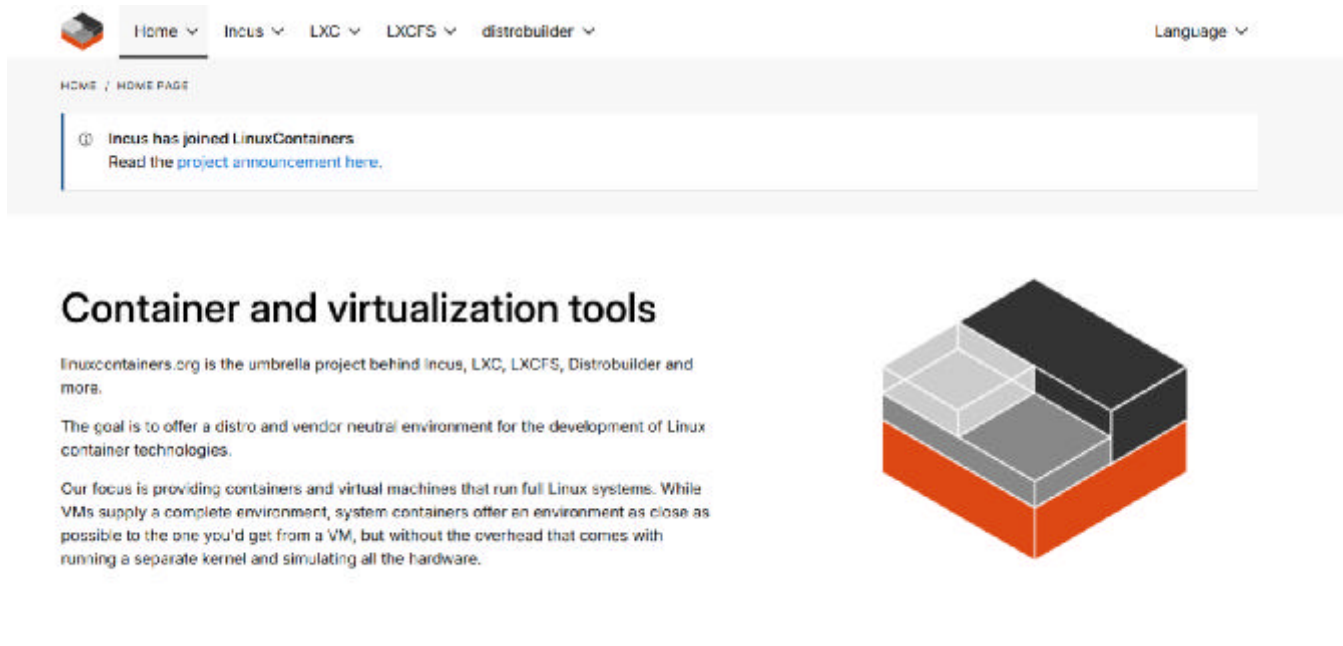 Home Incus LXC LXCFS distrobuilder Language
HOME / HOME PAGE
Incus has joined LinuxContainers
Read the project announcement here.
Container and virtualization tools
linuxcontainers.org is the umbrella project behind Incus, LXC, LXCFS, Distrobuilder and
more.
The goal is to offer a distro and vendor neutral environment for the development of Linux
container technologies.
Our focus is providing containers and virtual machines that run full Linux systems. While
VMs supply a complete environment, system containers offer an environment as close as
possible to the one you'd get from a VM, but without the overhead that comes with
running a separate kernel and simulating all the hardware.